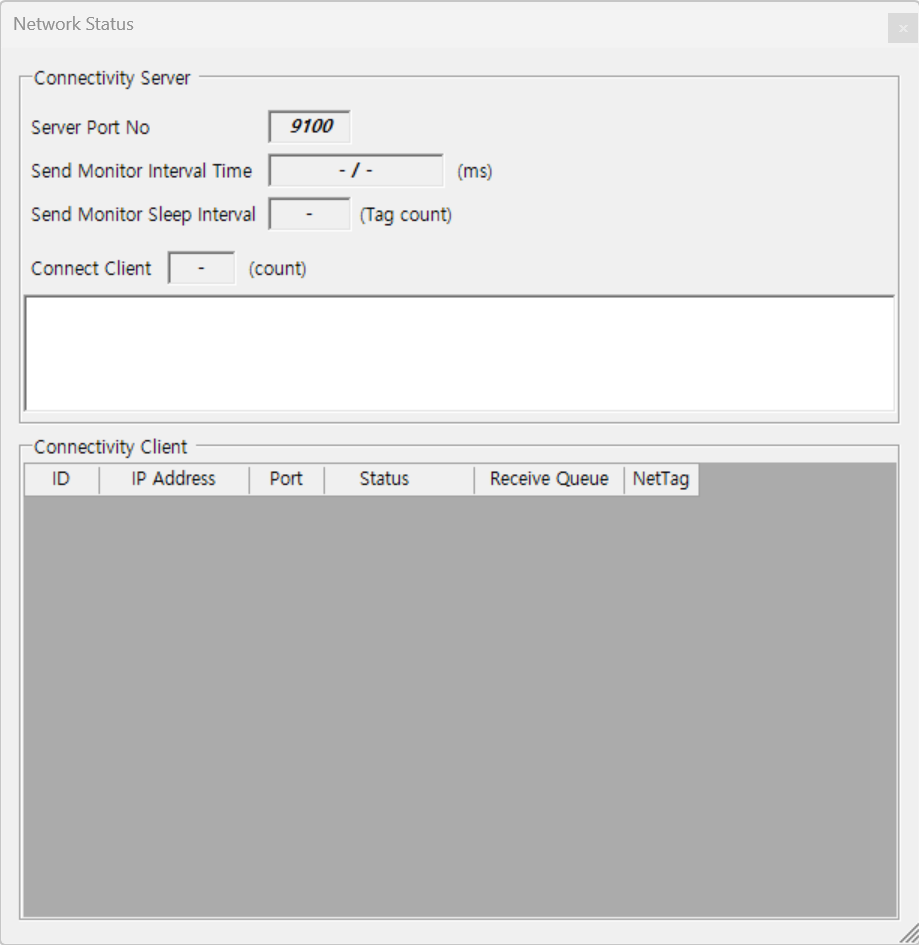 Network Status
Connectivity Server
Server Port No 9100
Send Monitor Interval Time - / - (ms)
Send Monitor Sleep Interval - (Tag count)
Connect Client - (count)
Connectivity Client
ID IP Address Port Status Receive Queue NetTag